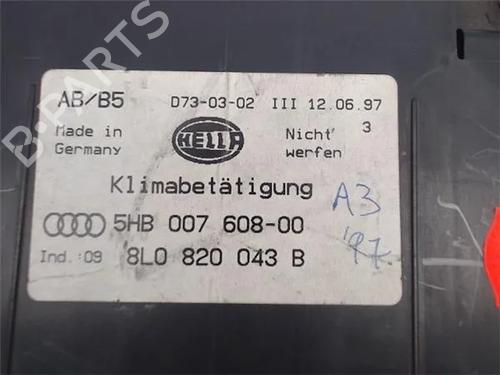 AB/B5 D73-03-02 III 12.06.97
Made in Germany HELLA Nicht werfen 3
Klimabetätigung
A3
5HB 007 608-00
'97
Ind.:09 8L0 820 043 B
B-PARTS